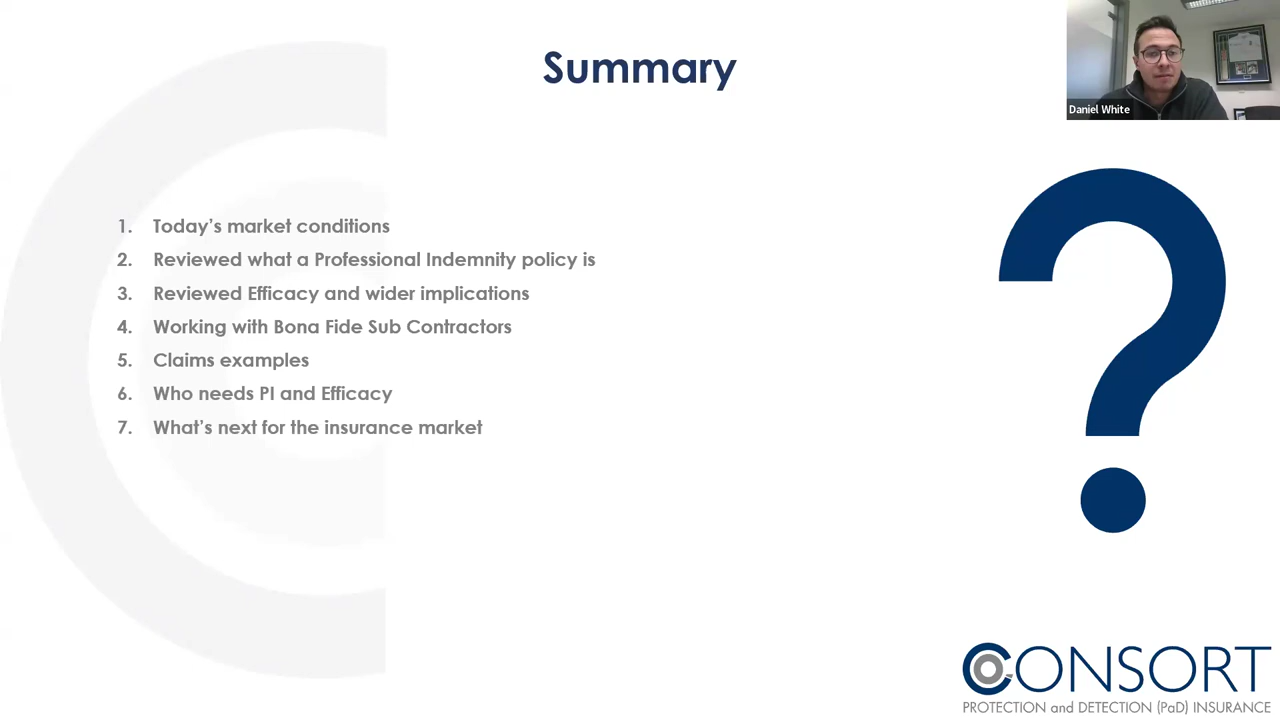 Summary
Daniel White
1. Today's market conditions
2. Reviewed what a Professional Indemnity policy is
3. Reviewed Efficacy and wider implications
4. Working with Bona Fide Sub Contractors
5. Claims examples
6. Who needs PI and Efficacy
7. What's next for the insurance market
?
CONSORT
PROTECTION and DETECTION (PaD) INSURANCE